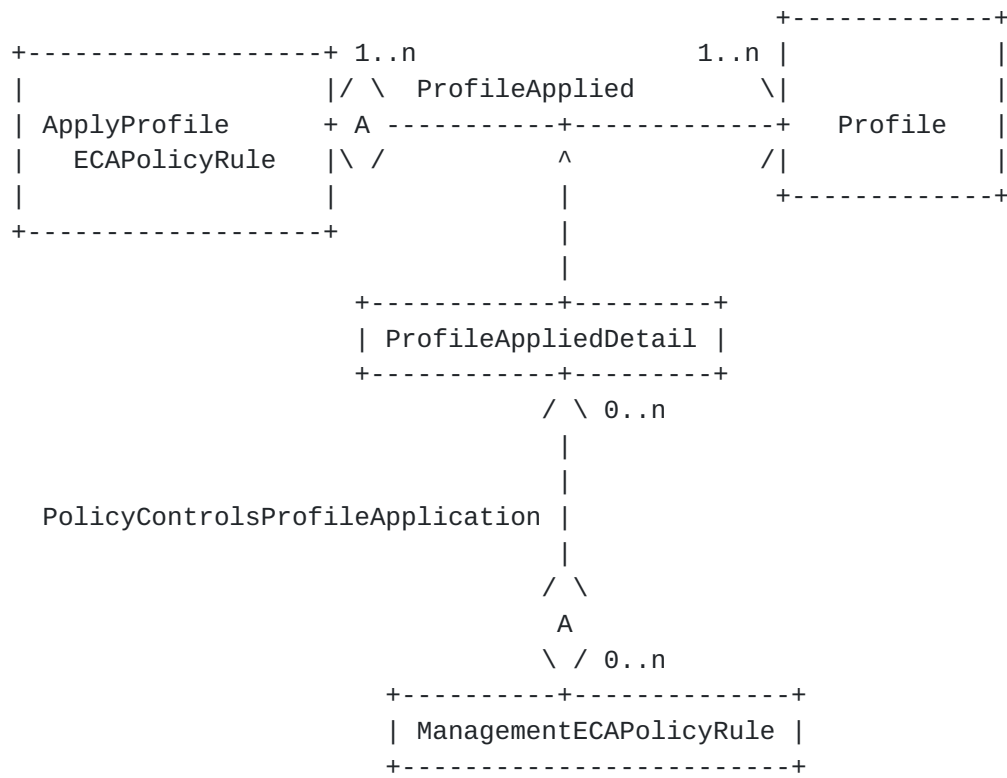 +-------------+
+-------------------+ 1..n                  1..n |             |
|                   |/ \  ProfileApplied        \|             |
| ApplyProfile      + A -----------+-------------+   Profile   |
|   ECAPolicyRule   |\ /           ^            /|             |
|                   |              |              +-------------+
+-------------------+              |
                                   |
                      +------------+---------+
                      | ProfileAppliedDetail |
                      +------------+---------+
                                  / \ 0..n
                                   |
                                   |
  PolicyControlsProfileApplication |
                                   |
                                  / \
                                   A
                                  \ / 0..n
                        +----------+--------------+
                        | ManagementECAPolicyRule |
                        +-------------------------+